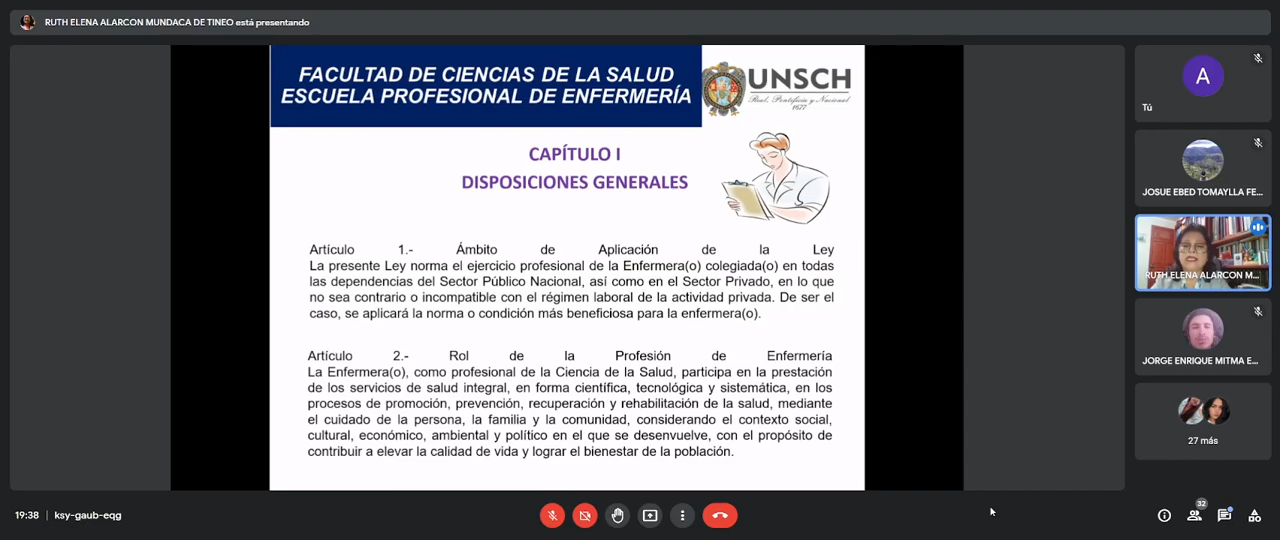 RUTH ELENA ALARCON MUNDACA DE TINEO está presentando
FACULTAD DE CIENCIAS DE LA SALUD
ESCUELA PROFESIONAL DE ENFERMERÍA
UNSCH
Real, Pontificia y Nacional
1677
CAPÍTULO I
DISPOSICIONES GENERALES
Artículo 1.- Ámbito de Aplicación de la Ley
La presente Ley norma el ejercicio profesional de la Enfermera(o) colegiada(o) en todas
las dependencias del Sector Público Nacional, así como en el Sector Privado, en lo que
no sea contrario o incompatible con el régimen laboral de la actividad privada. De ser el
caso, se aplicará la norma o condición más beneficiosa para la enfermera(o).
Artículo 2.- Rol de la Profesión de Enfermería
La Enfermera(o), como profesional de la Ciencia de la Salud, participa en la prestación
de los servicios de salud integral, en forma científica, tecnológica y sistemática, en los
procesos de promoción, prevención, recuperación y rehabilitación de la salud, mediante
el cuidado de la persona, la familia y la comunidad, considerando el contexto social,
cultural, económico, ambiental y político en el que se desenvuelve, con el propósito de
contribuir a elevar la calidad de vida y lograr el bienestar de la población.
A
Tú
JOSUE EBED TOMAYLLA FE...
RUTH ELENA ALARCON M...
JORGE ENRIQUE MITMA E...
27 más
19:38 | ksy-gaub-eqg
32